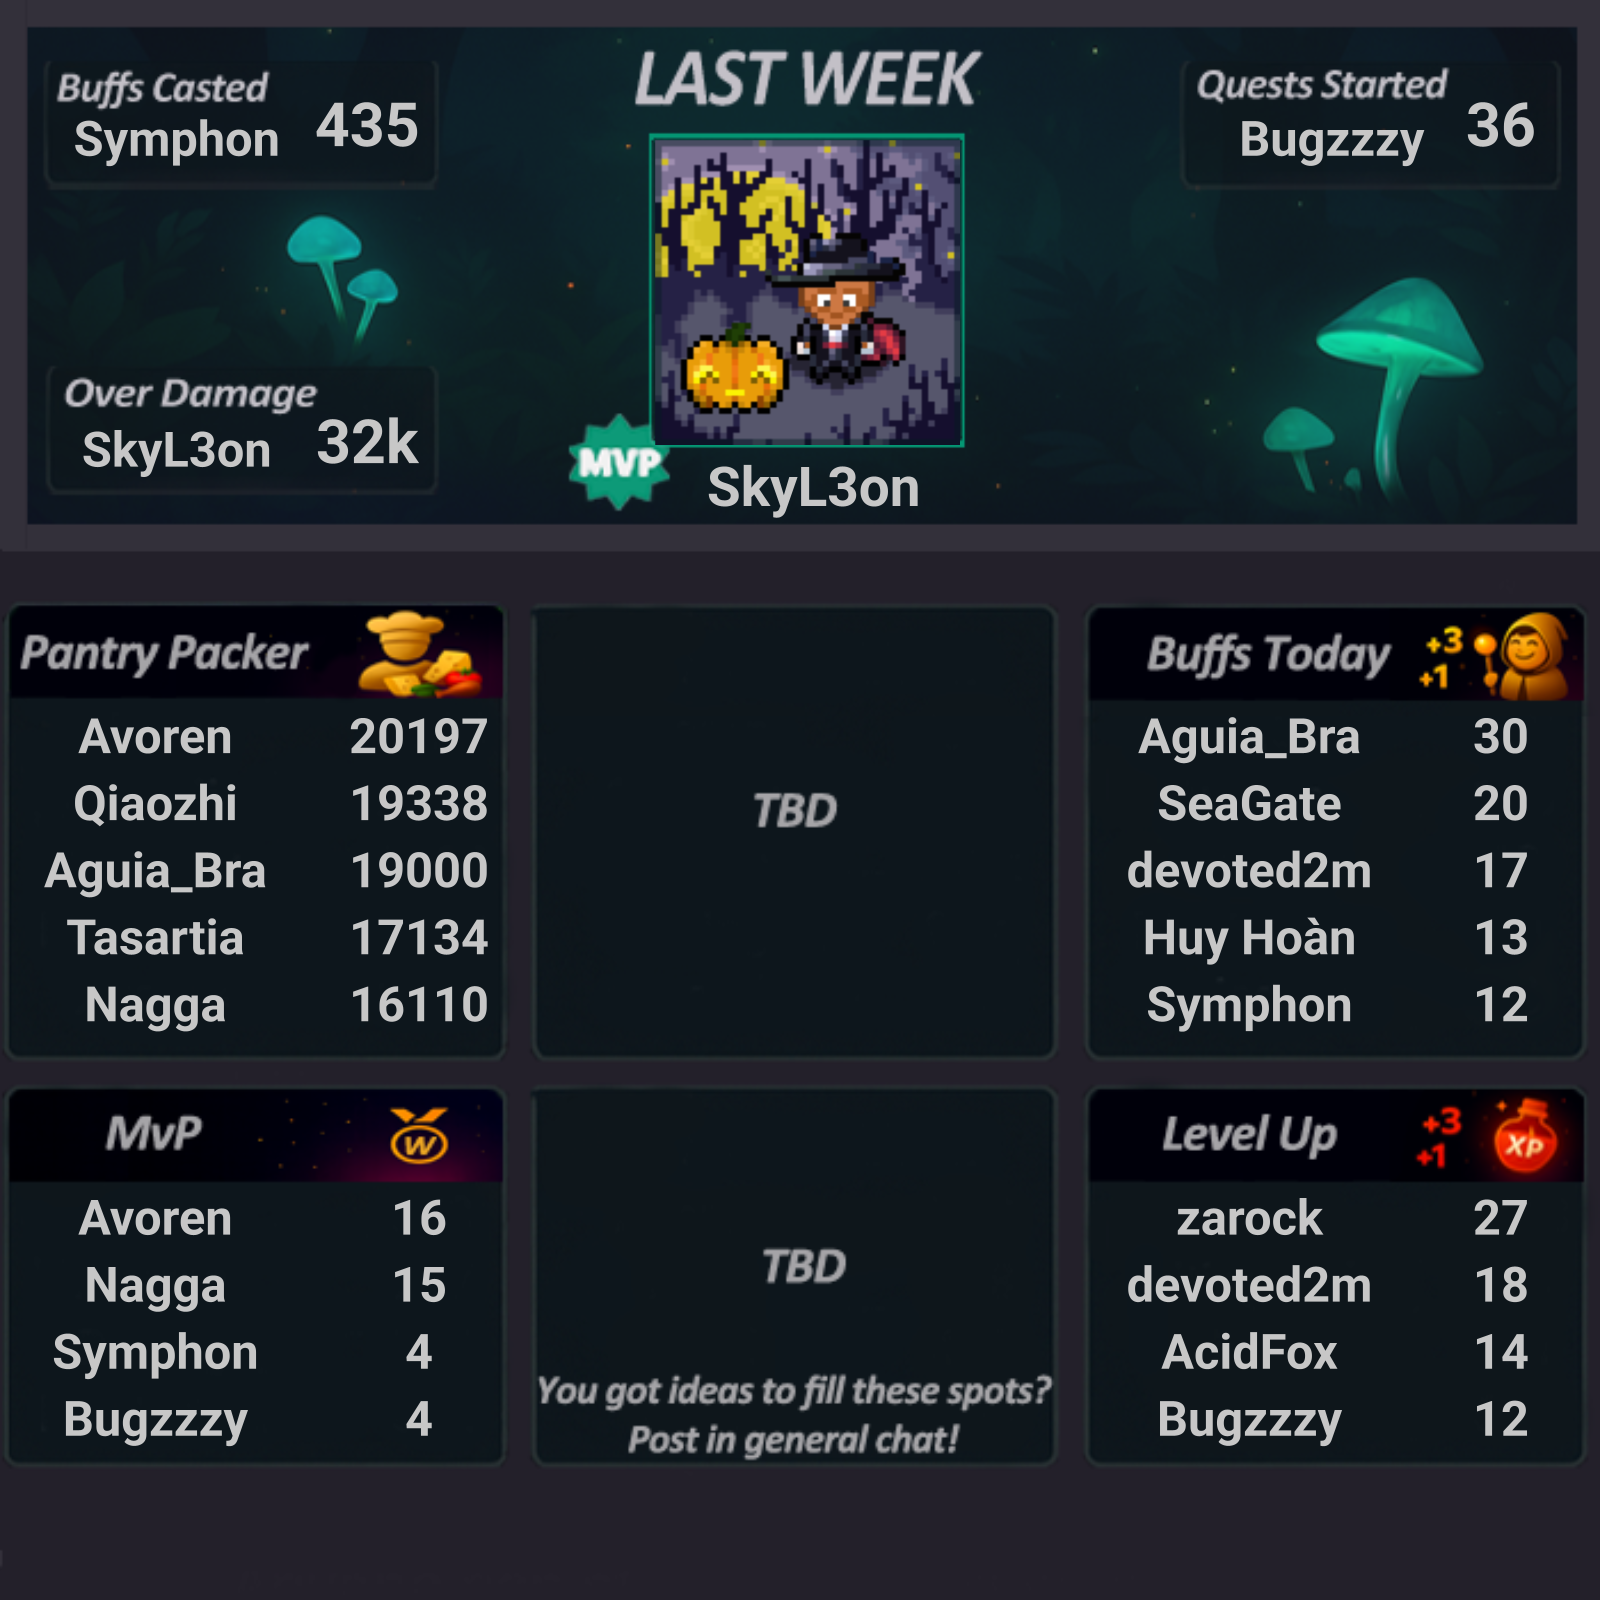 LAST WEEK
Buffs Casted
Symphon 435
Quests Started
Bugzzzy 36
Over Damage
SkyL3on 32k
MVP
SkyL3on
Pantry Packer
Avoren 20197
Qiaozhi 19338
Aguia_Bra 19000
Tasartia 17134
Nagga 16110
TBD
Buffs Today +3 +1
Aguia_Bra 30
SeaGate 20
devoted2m 17
Huy Hoàn 13
Symphon 12
MvP W
Avoren 16
Nagga 15
Symphon 4
Bugzzzy 4
TBD
You got ideas to fill these spots?
Post in general chat!
Level Up +3 +1 XP
zarock 27
devoted2m 18
AcidFox 14
Bugzzzy 12